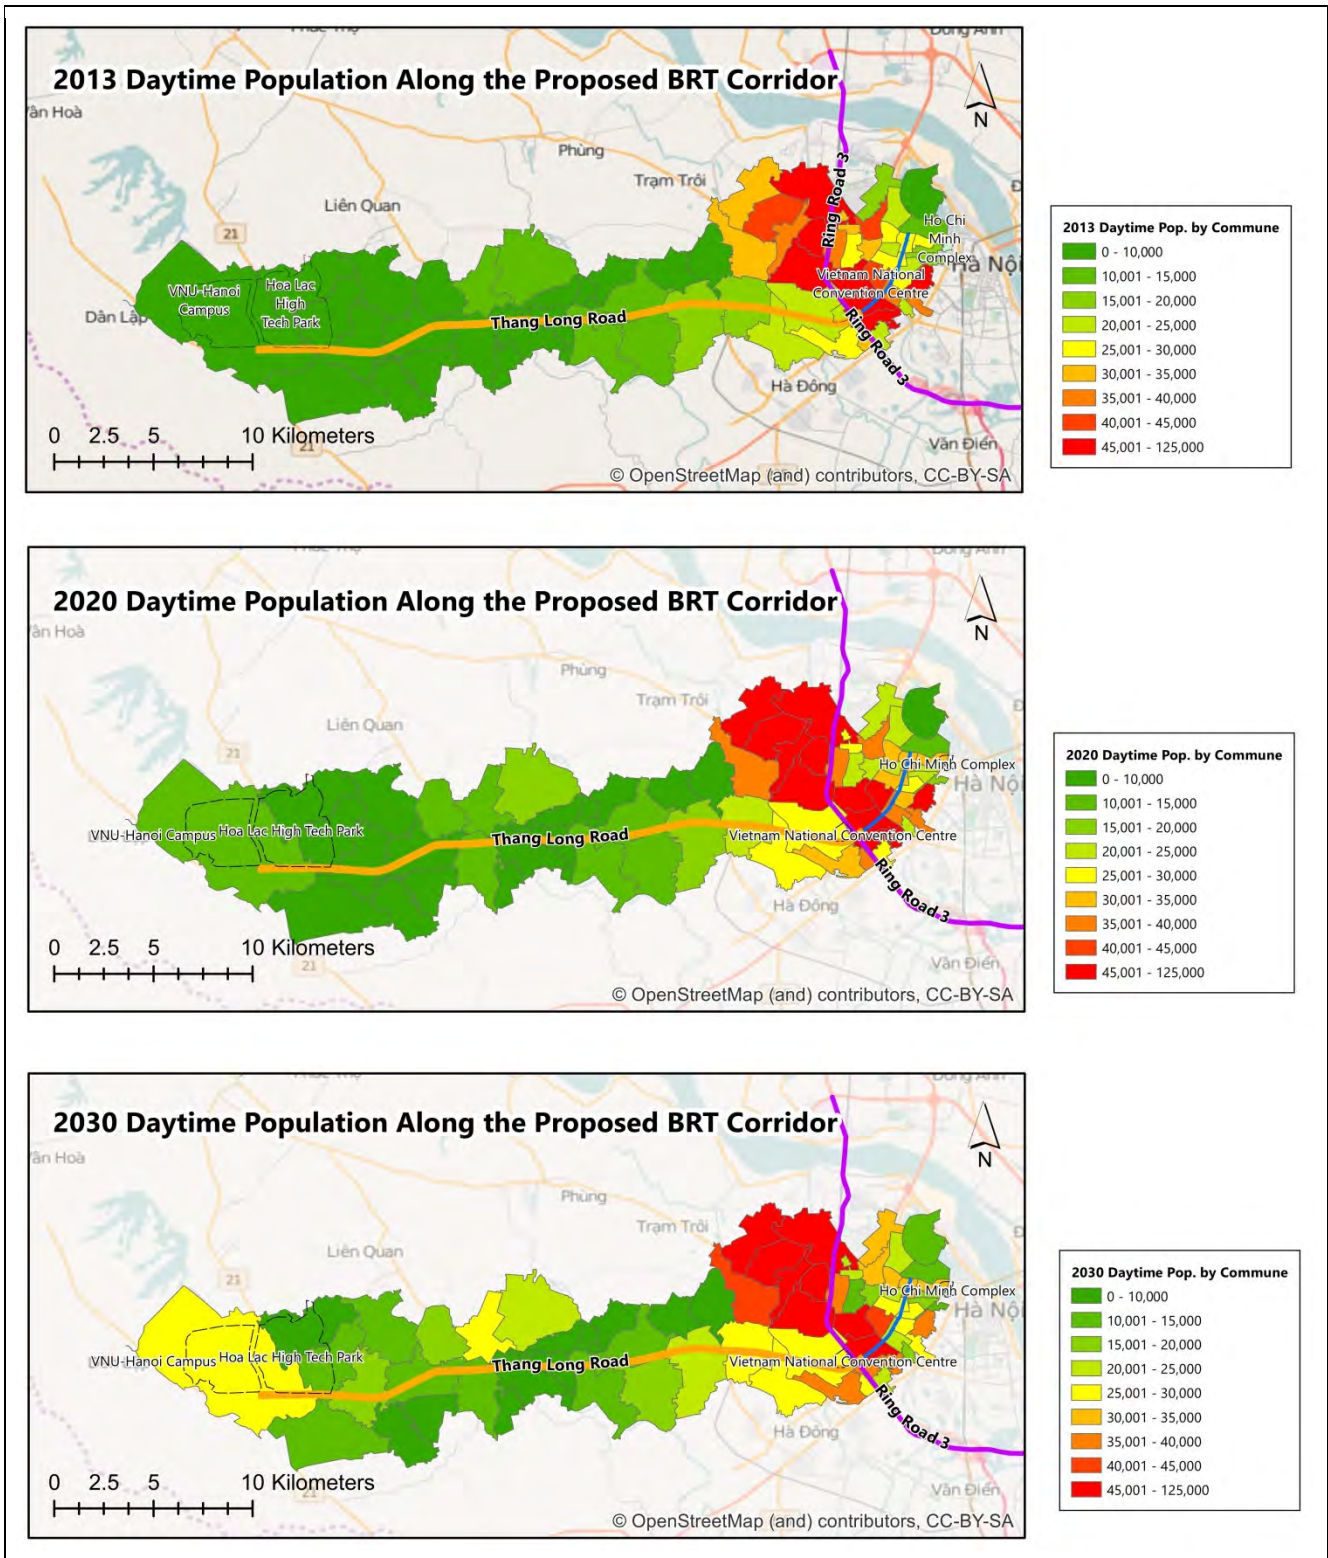 2013 Daytime Population Along the Proposed BRT Corridor
Đông Anh
N
Phùng
Trạm Trôi
Liên Quan
21
Ring Road 3
Ho Chi
Minh
Complex
Hà Nội
VNU-Hanoi
Campus
Hoa Lac
High
Tech Park
Vietnam National
Convention Centre
Dân Lập
Thang Long Road
Ring Road 3
Hà Đông
0 2.5 5 10 Kilometers
21
Văn Điển
© OpenStreetMap (and) contributors, CC-BY-SA
2013 Daytime Pop. by Commune
0 - 10,000
10,001 - 15,000
15,001 - 20,000
20,001 - 25,000
25,001 - 30,000
30,001 - 35,000
35,001 - 40,000
40,001 - 45,000
45,001 - 125,000
2020 Daytime Population Along the Proposed BRT Corridor
N
Phùng
Trạm Trôi
Liên Quan
21
Ho Chi Minh Complex
Hà Nội
VNU-Hanoi Campus
Hoa Lac High Tech Park
Thang Long Road
Vietnam National Convention Centre
Ring Road 3
Hà Đông
0 2.5 5 10 Kilometers
21
Văn Điển
© OpenStreetMap (and) contributors, CC-BY-SA
2020 Daytime Pop. by Commune
0 - 10,000
10,001 - 15,000
15,001 - 20,000
20,001 - 25,000
25,001 - 30,000
30,001 - 35,000
35,001 - 40,000
40,001 - 45,000
45,001 - 125,000
2030 Daytime Population Along the Proposed BRT Corridor
N
Phùng
Trạm Trôi
Liên Quan
21
Ho Chi Minh Complex
Hà Nội
VNU-Hanoi Campus
Hoa Lac High Tech Park
Thang Long Road
Vietnam National Convention Centre
Ring Road 3
Hà Đông
0 2.5 5 10 Kilometers
21
Văn Điển
© OpenStreetMap (and) contributors, CC-BY-SA
2030 Daytime Pop. by Commune
0 - 10,000
10,001 - 15,000
15,001 - 20,000
20,001 - 25,000
25,001 - 30,000
30,001 - 35,000
35,001 - 40,000
40,001 - 45,000
45,001 - 125,000